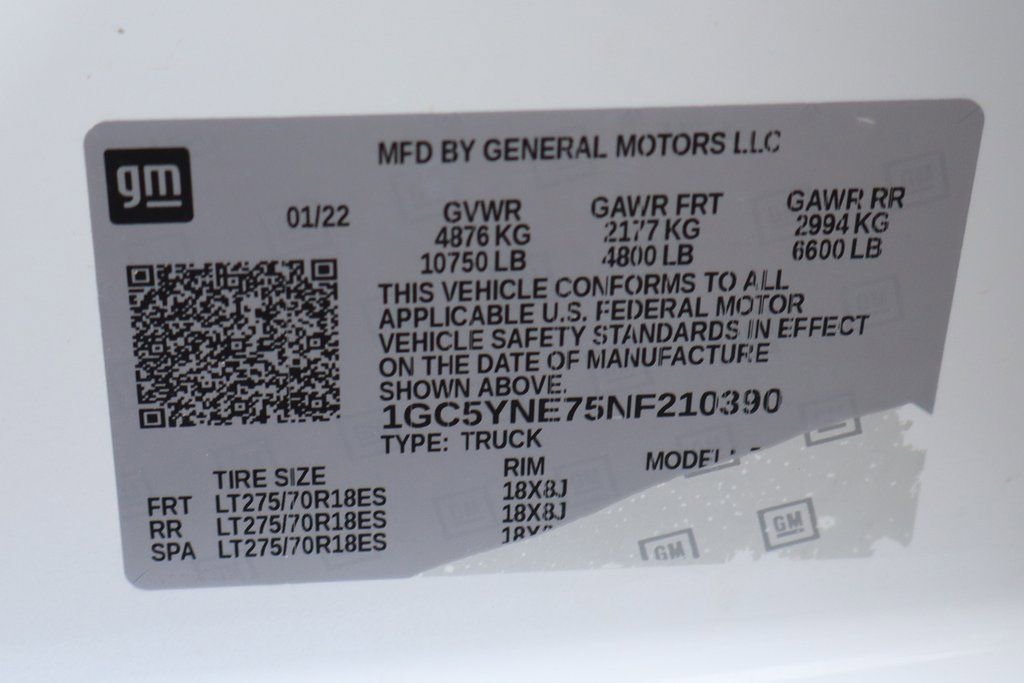 gm
MFD BY GENERAL MOTORS LLC
01/22
GVWR
4876 KG
10750 LB
GAWR FRT
2177 KG
4800 LB
GAWR RR
2994 KG
6600 LB
THIS VEHICLE CONFORMS TO ALL
APPLICABLE U.S. FEDERAL MOTOR
VEHICLE SAFETY STANDARDS IN EFFECT
ON THE DATE OF MANUFACTURE
SHOWN ABOVE.
1GC5YNE75NF210390
TYPE: TRUCK
TIRE SIZE RIM
FRT LT275/70R18ES 18X8J
RR LT275/70R18ES 18X8J
SPA LT275/70R18ES
GM
GM
GM